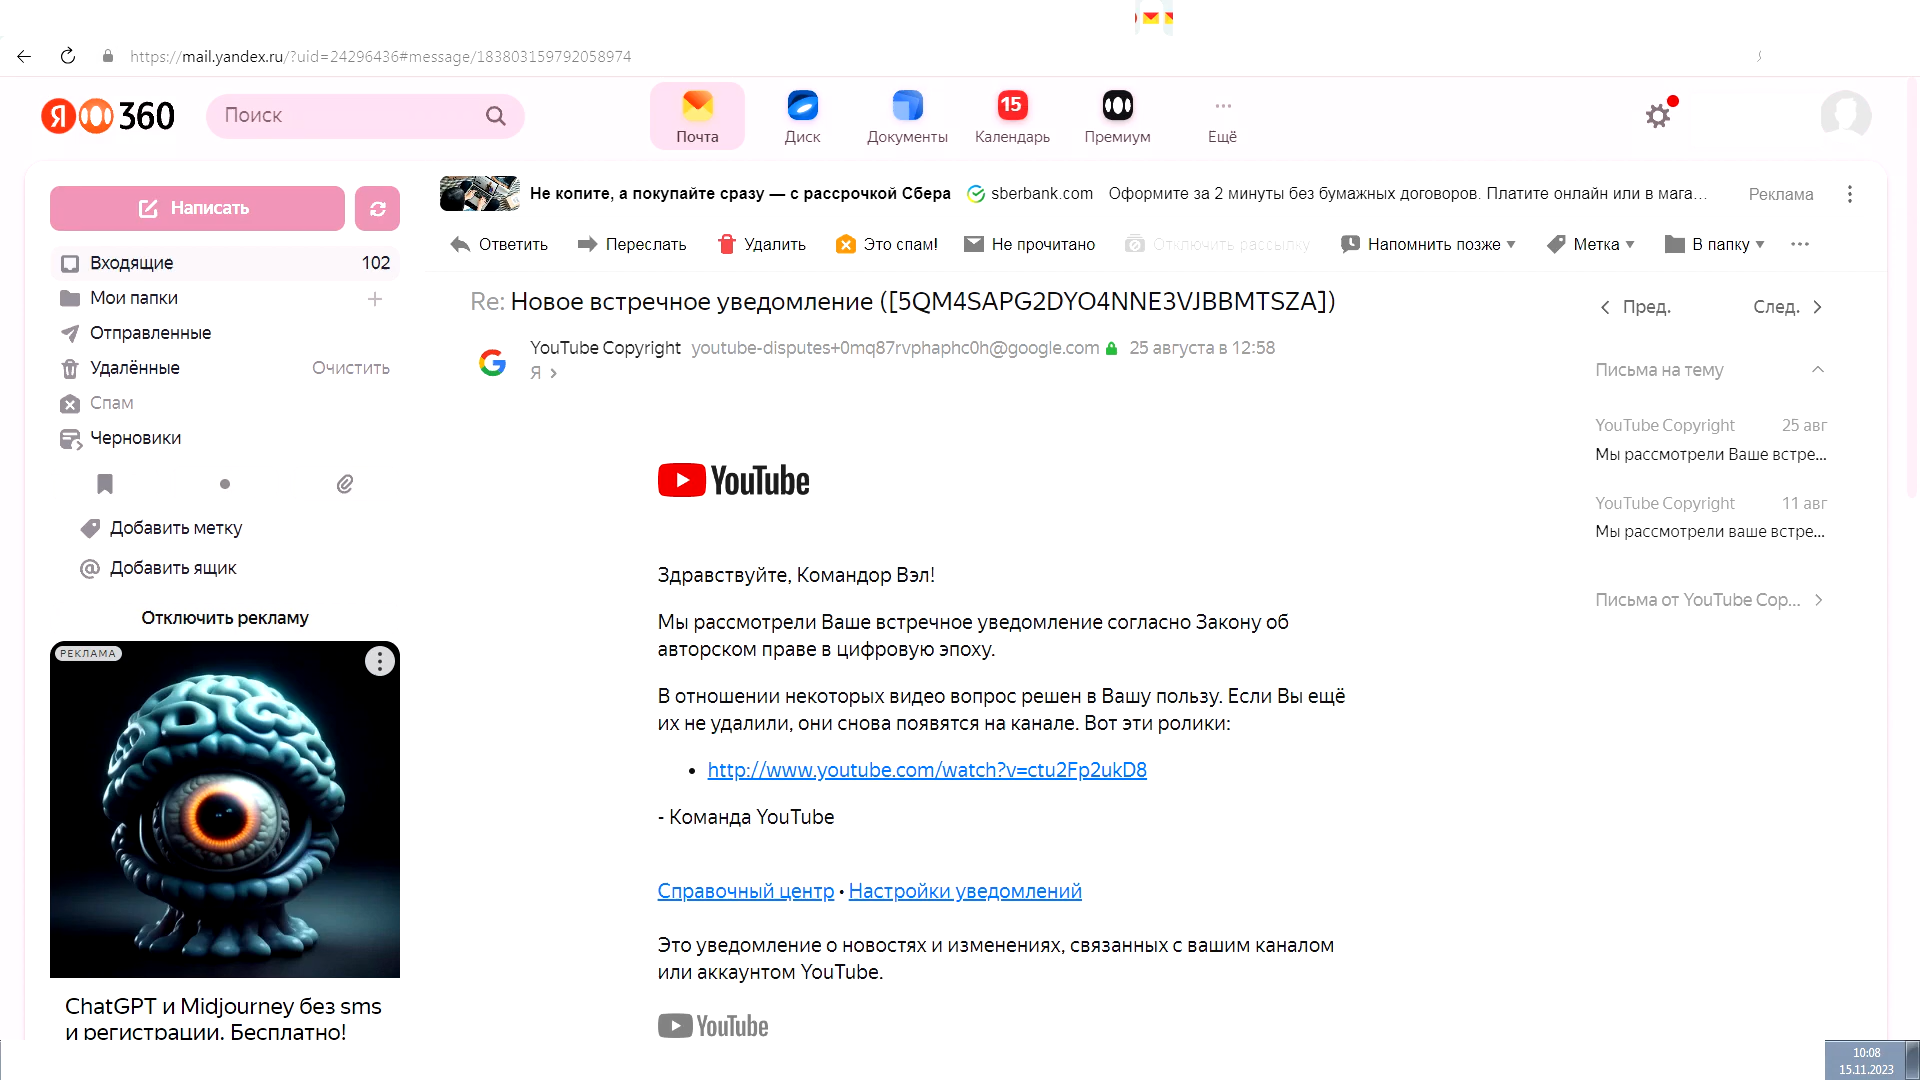 https://mail.yandex.ru/?uid=24296436#message/183803159792058974
Я 360
Поиск
Почта
Диск
Документы
15
Календарь
Премиум
Ещё
Написать
Не копите, а покупайте сразу — с рассрочкой Сбера sberbank.com Оформите за 2 минуты без бумажных договоров. Платите онлайн или в мага... Реклама
Ответить Переслать Удалить Это спам! Не прочитано Отключить рассылку Напомнить позже Метка В папку
Входящие 102
Мои папки
Отправленные
Удалённые Очистить
Спам
Черновики
Добавить метку
Добавить ящик
Отключить рекламу
РЕКЛАМА
ChatGPT и Midjourney без sms
и регистрации. Бесплатно!
Re: Новое встречное уведомление ([5QM4SAPG2DYO4NNE3VJBBMTSZA])
YouTube Copyright youtube-disputes+0mq87rvphaphc0h@google.com 25 августа в 12:58
Я
YouTube
Здравствуйте, Командор Вэл!
Мы рассмотрели Ваше встречное уведомление согласно Закону об
авторском праве в цифровую эпоху.
В отношении некоторых видео вопрос решен в Вашу пользу. Если Вы ещё
их не удалили, они снова появятся на канале. Вот эти ролики:
• http://www.youtube.com/watch?v=ctu2Fp2ukD8
- Команда YouTube
Справочный центр • Настройки уведомлений
Это уведомление о новостях и изменениях, связанных с вашим каналом
или аккаунтом YouTube.
YouTube
Пред. След.
Письма на тему
YouTube Copyright 25 авг
Мы рассмотрели Ваше встре...
YouTube Copyright 11 авг
Мы рассмотрели ваше встре...
Письма от YouTube Cop...
10:08
15.11.2023